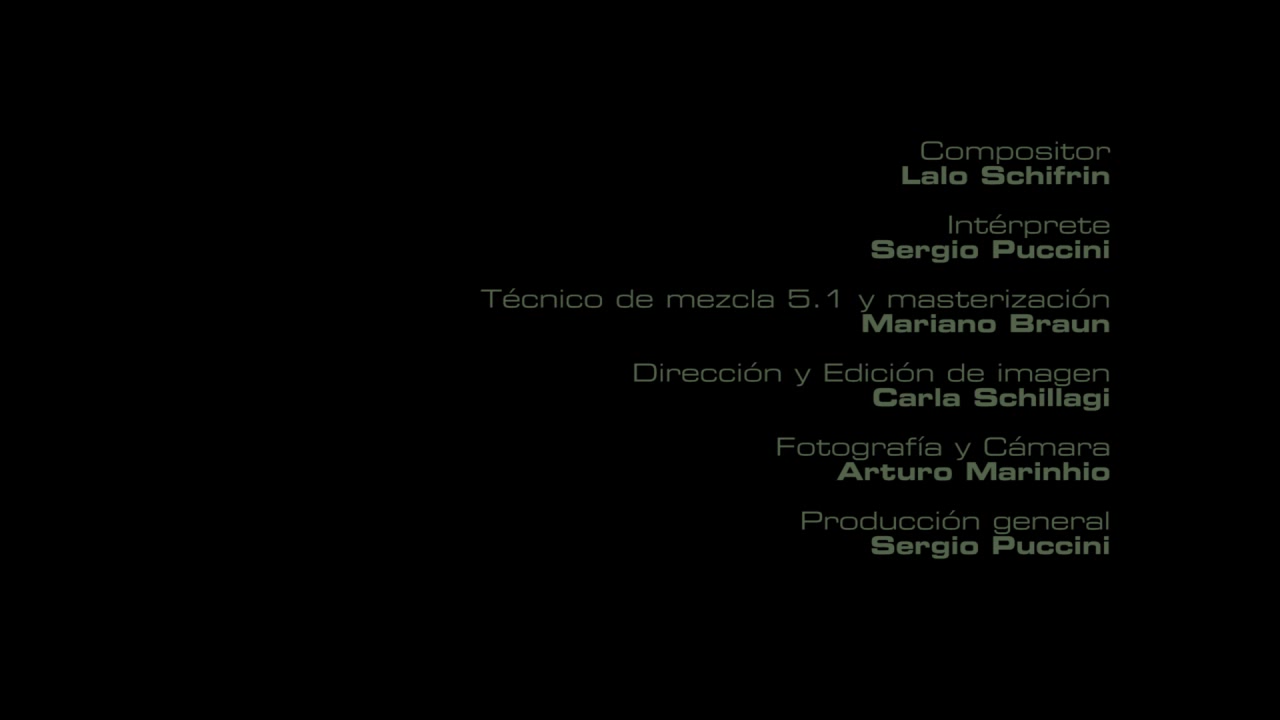 Compositor
Lalo Schifrin
Intérprete
Sergio Puccini
Técnico de mezcla 5.1 y masterización
Mariano Braun
Dirección y Edición de imagen
Carla Schillagi
Fotografía y Cámara
Arturo Marinhio
Producción general
Sergio Puccini